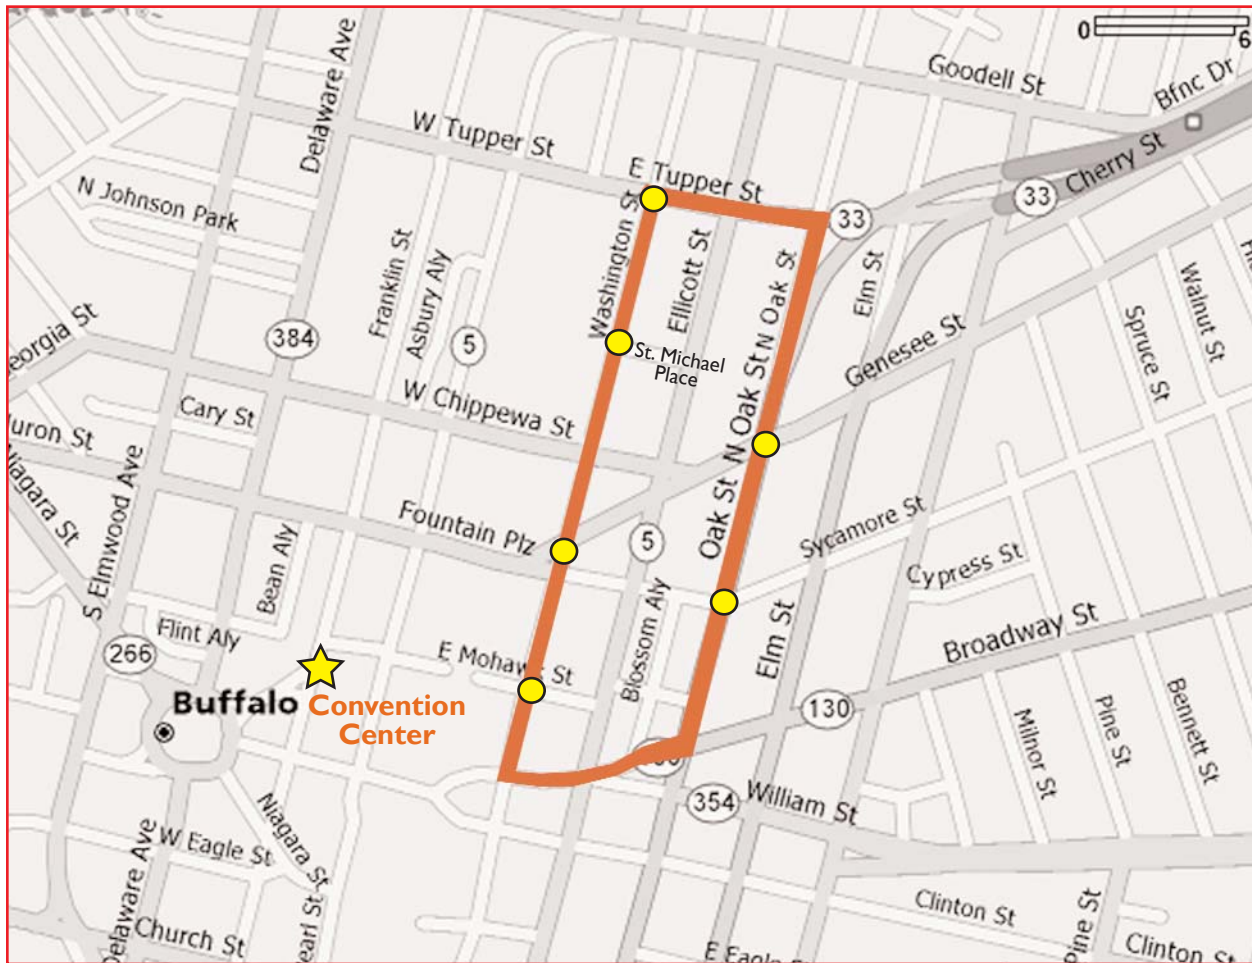 0
6
Goodell St
Bfnc Dr
Delaware Ave
W Tupper St
E Tupper St
Cherry St
33
33
N Johnson Park
Washington St
Ellicott St
N Oak St
Elm St
Franklin St
Asbury Aly
Walnut St
Spruce St
384
5
St. Michael
Place
Genesee St
eorgia St
W Chippewa St
N Oak St
Cary St
uron St
Niagara St
S Elmwood Ave
Fountain Plz
5
Oak St
Sycamore St
Cypress St
Bean Aly
Blossom Aly
Elm St
Broadway St
Flint Aly
266
E Mohawk St
Buffalo
Convention
Center
130
Milnor St
Pine St
Bennett St
354
William St
Niagara St
W Eagle St
Delaware Ave
earl St
Church St
Clinton St
Pine St
Clinton St
E Eagle